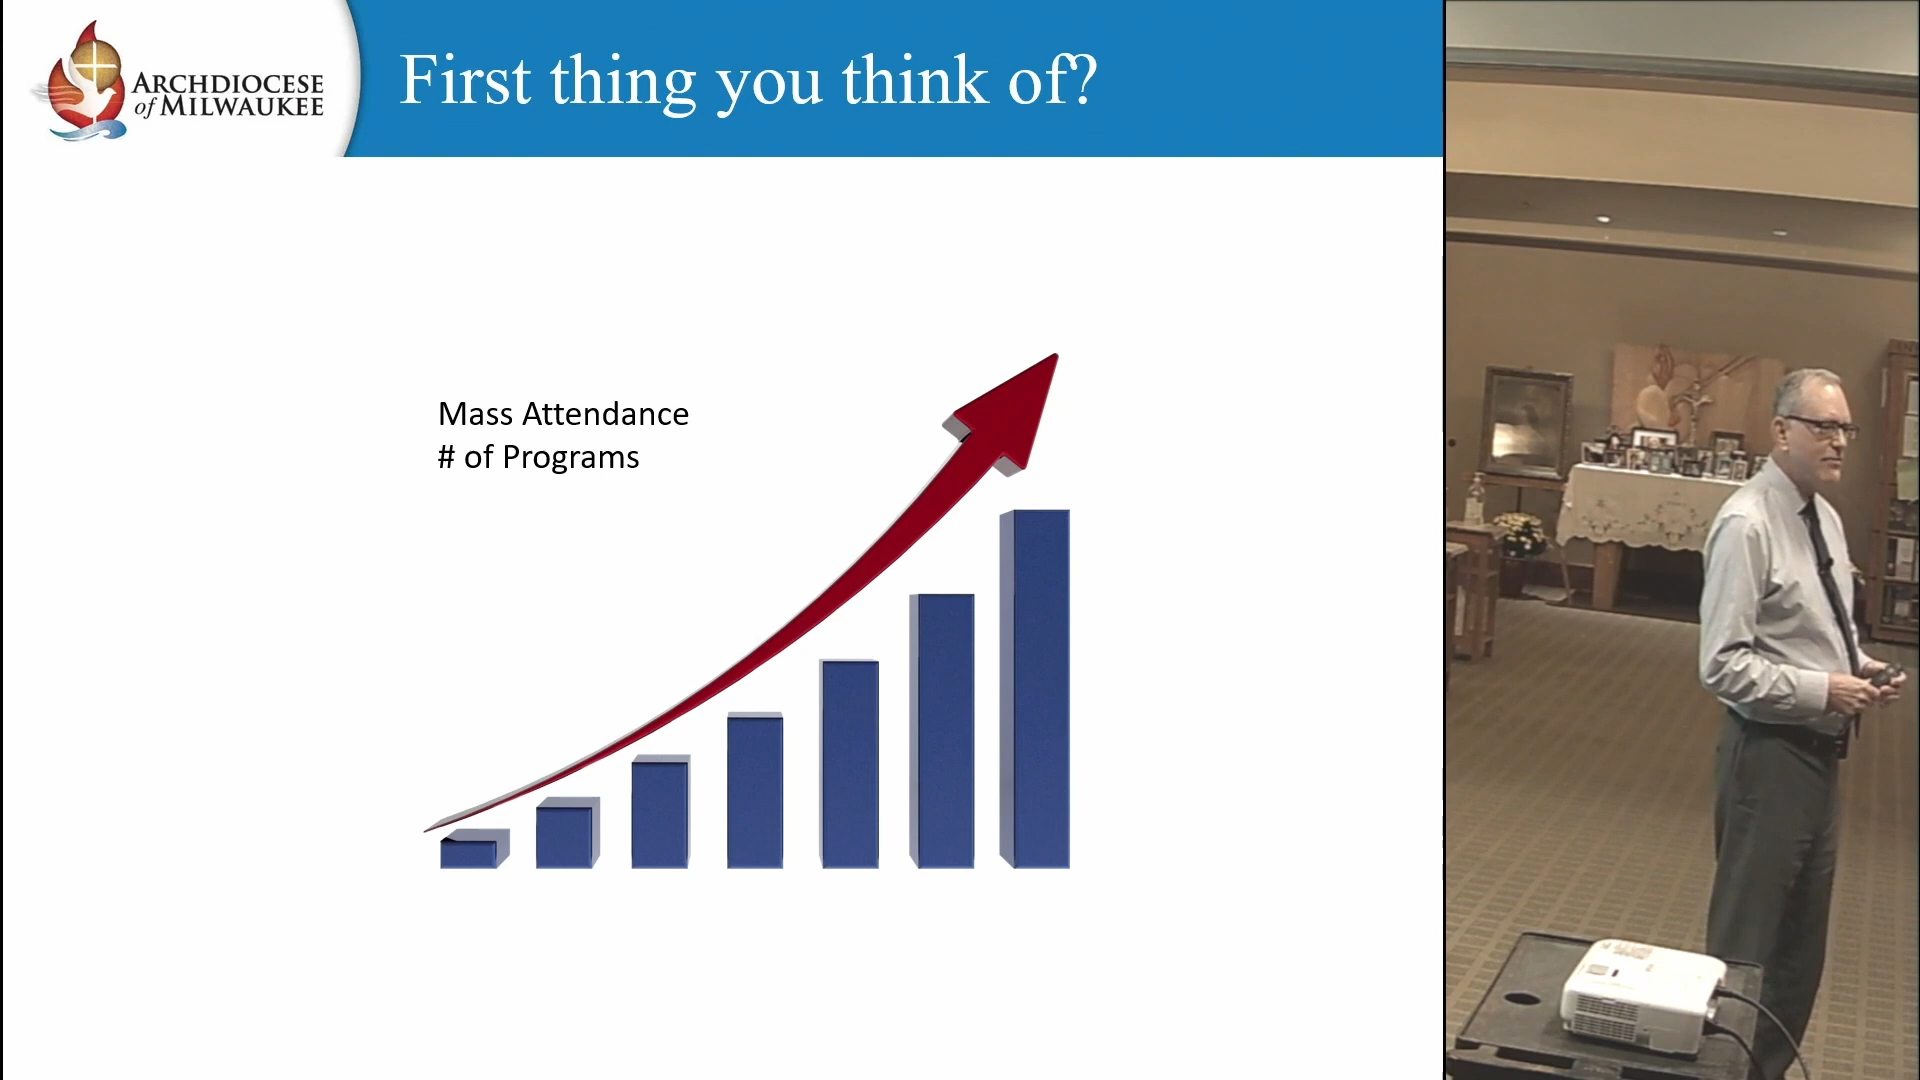 ARCHDIOCESE
of MILWAUKEE
First thing you think of?
Mass Attendance
# of Programs